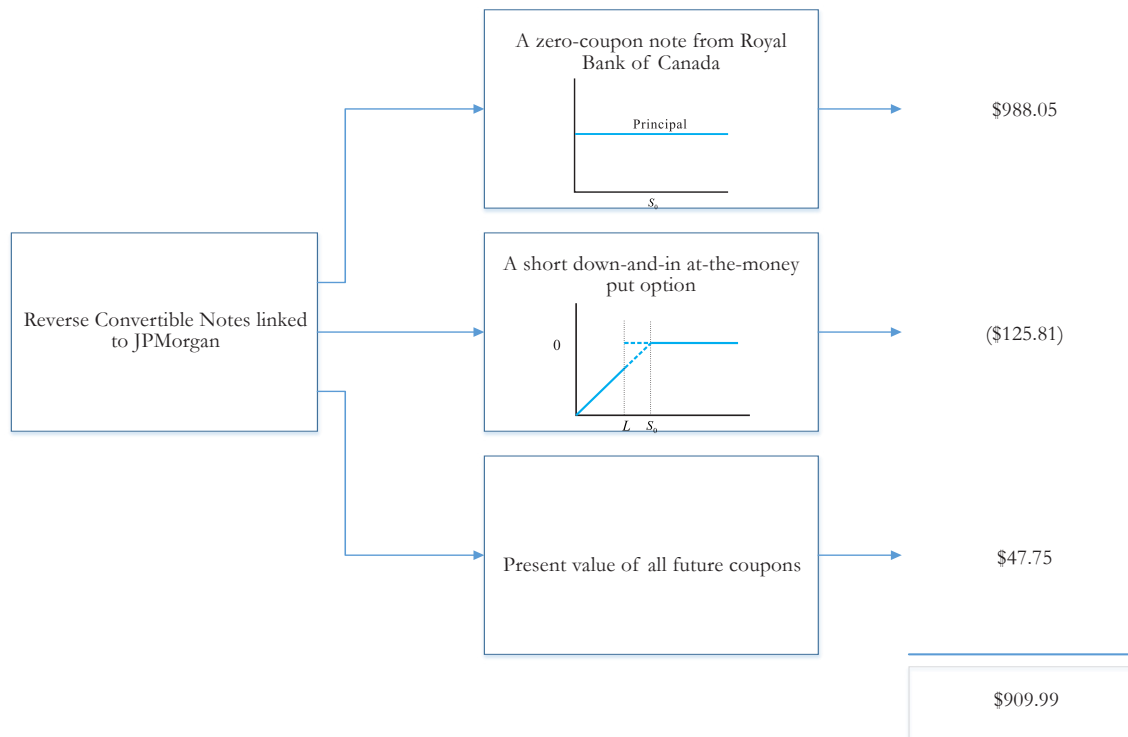 A zero-coupon note from Royal
Bank of Canada
Principal
S₀
$988.05
Reverse Convertible Notes linked
to JPMorgan
A short down-and-in at-the-money
put option
0
L S₀
($125.81)
Present value of all future coupons
$47.75
$909.99